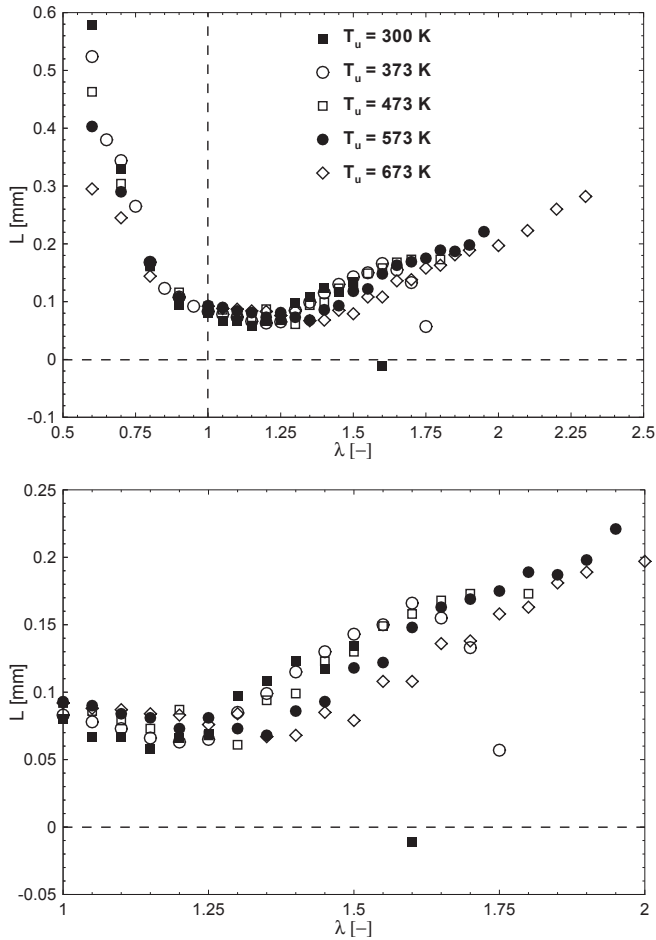 0.6
0.5
0.4
0.3
0.2
0.1
0
-0.1
L [mm]
T_u = 300 K
T_u = 373 K
T_u = 473 K
T_u = 573 K
T_u = 673 K
0.5 0.75 1 1.25 1.5 1.75 2 2.25 2.5
λ [–]
0.25
0.2
0.15
0.1
0.05
0
-0.05
L [mm]
1 1.25 1.5 1.75 2
λ [–]